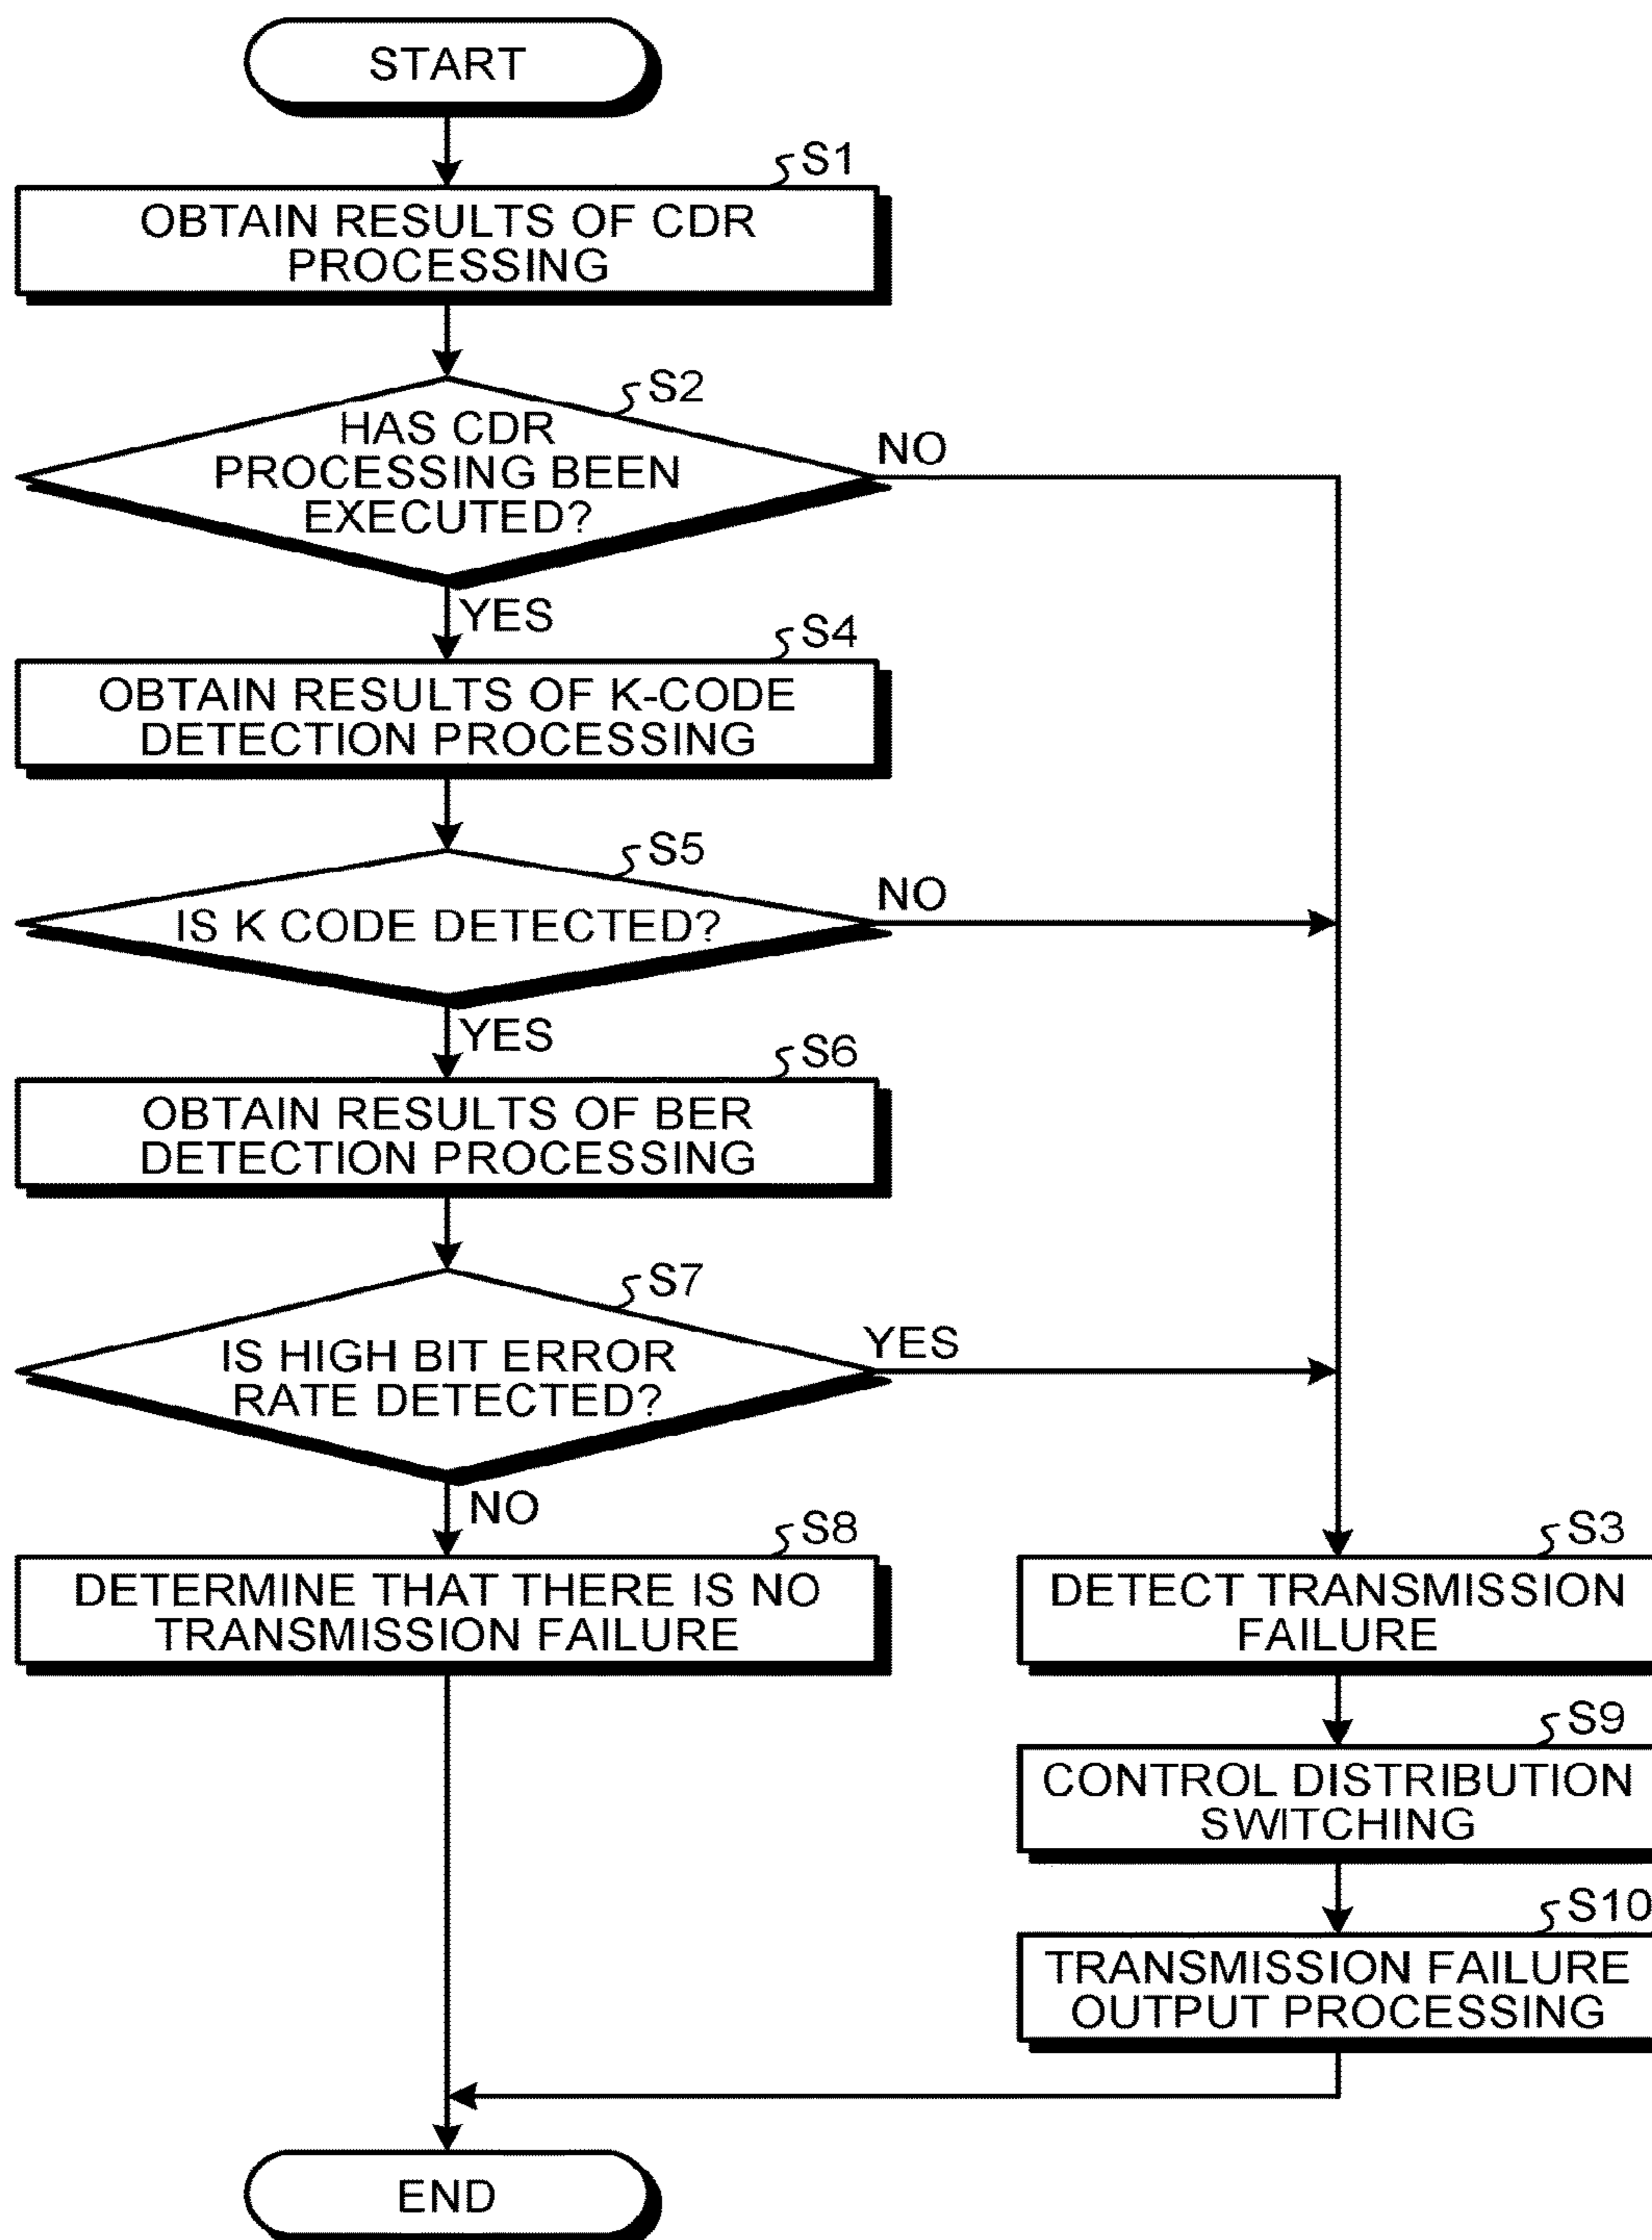 START
S1
OBTAIN RESULTS OF CDR
PROCESSING
S2
HAS CDR
PROCESSING BEEN
EXECUTED?
NO
YES
S4
OBTAIN RESULTS OF K-CODE
DETECTION PROCESSING
S5
IS K CODE DETECTED?
NO
YES
S6
OBTAIN RESULTS OF BER
DETECTION PROCESSING
S7
IS HIGH BIT ERROR
RATE DETECTED?
YES
NO
S8
DETERMINE THAT THERE IS NO
TRANSMISSION FAILURE
S3
DETECT TRANSMISSION
FAILURE
S9
CONTROL DISTRIBUTION
SWITCHING
S10
TRANSMISSION FAILURE
OUTPUT PROCESSING
END